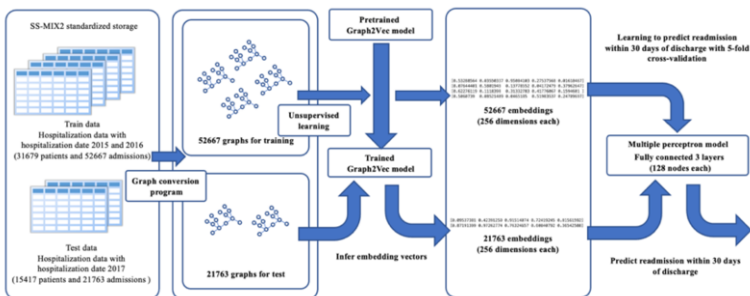 SS-MIX2 standardized storage
Train data
Hospitalization data with
hospitalization date 2015 and 2016
(31679 patients and 52667 admissions)
Test data
Hospitalization data with
hospitalization date 2017
(15417 patients and 21763 admissions )
Graph conversion
program
52667 graphs for training
21763 graphs for test
Unsupervised
learning
Pretrained
Graph2Vec model
Trained
Graph2Vec model
Infer embedding vectors
52667 embeddings
(256 dimensions each)
21763 embeddings
(256 dimensions each)
Learning to predict readmission
within 30 days of discharge with 5-fold
cross-validation
Multiple perceptron model
Fully connected 3 layers
(128 nodes each)
Predict readmission within 30 days
of discharge